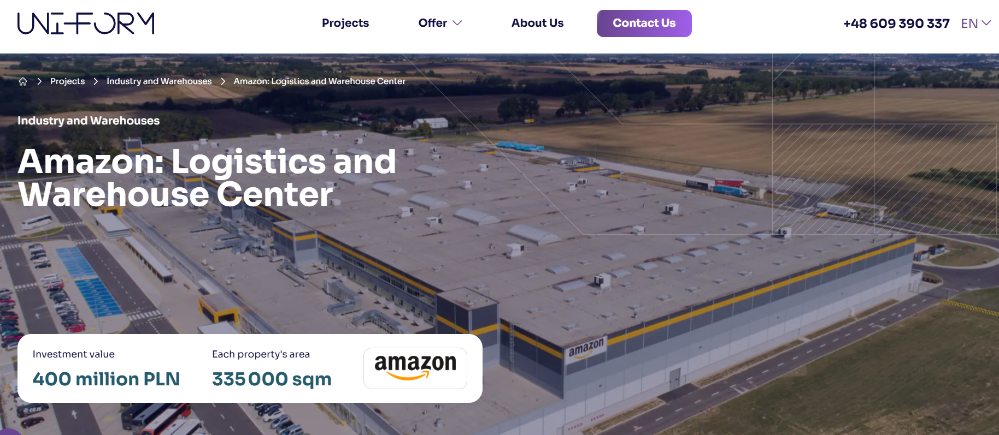 UNI-FORM
Projects
Offer
About Us
Contact Us
+48 609 390 337
EN
Projects
Industry and Warehouses
Amazon: Logistics and Warehouse Center
Industry and Warehouses
Amazon: Logistics and
Warehouse Center
Investment value
400 million PLN
Each property's area
335 000 sqm
amazon
amazon